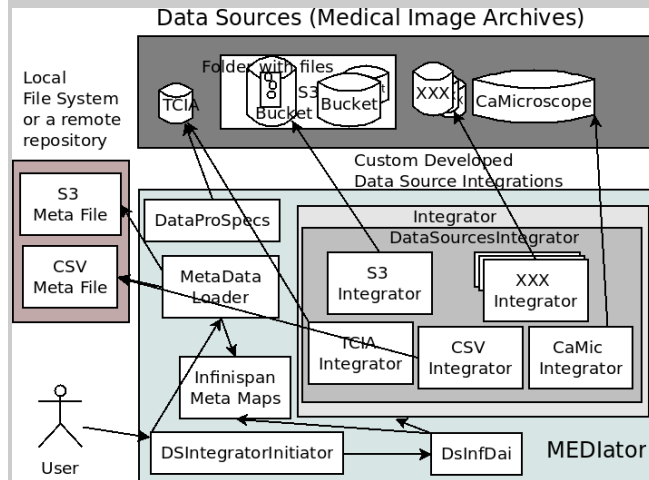 Data Sources (Medical Image Archives)
Local
File System
or a remote
repository
Folder with files
TCIA
S3
Bucket
Bucket
XXX
CaMicroscope
Custom Developed
Data Source Integrations
S3
Meta File
CSV
Meta File
DataProSpecs
MetaData
Loader
Infinispan
Meta Maps
Integrator
DataSourcesIntegrator
S3
Integrator
XXX
Integrator
TCIA
Integrator
CSV
Integrator
CaMic
Integrator
User
DSIntegratorInitiator
DsInfDai
MEDIator